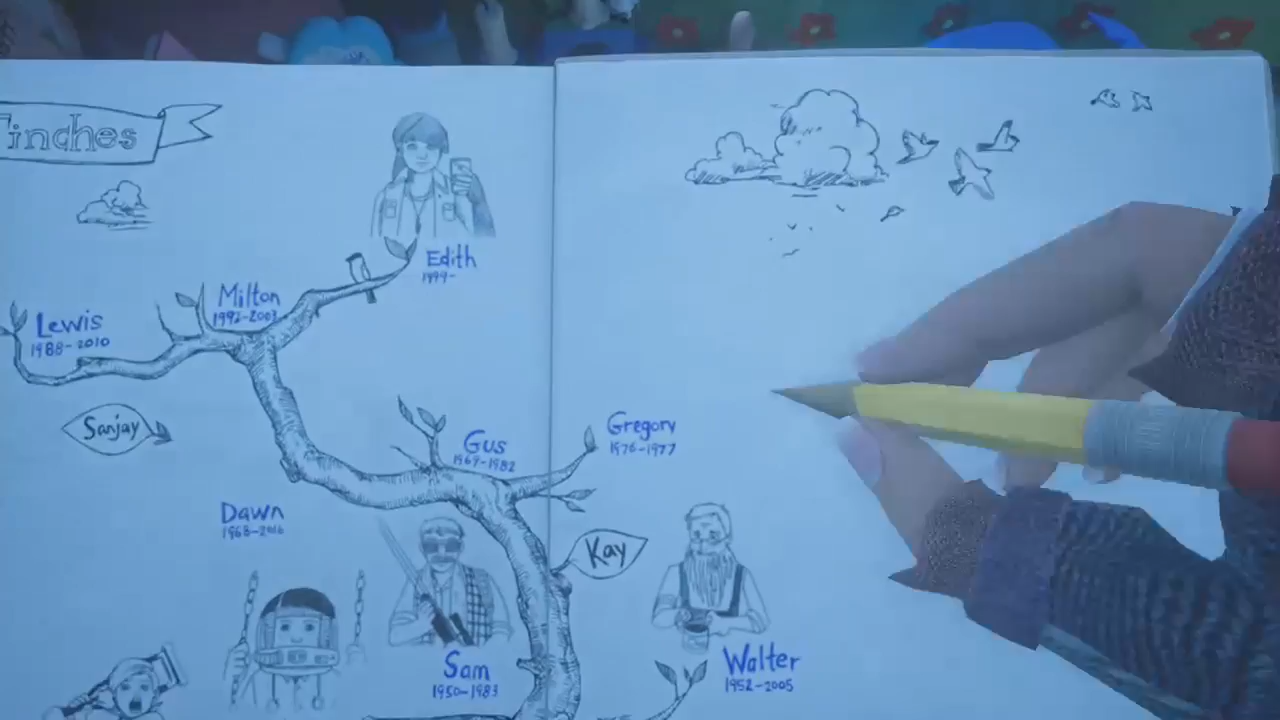 Finches
Edith
1999-
Milton
1992-2003
Lewis
1988-2010
Sanjay
Gus
1969-1982
Gregory
1976-1977
Dawn
1968-2016
Kay
Sam
1950-1983
Walter
1952-2005